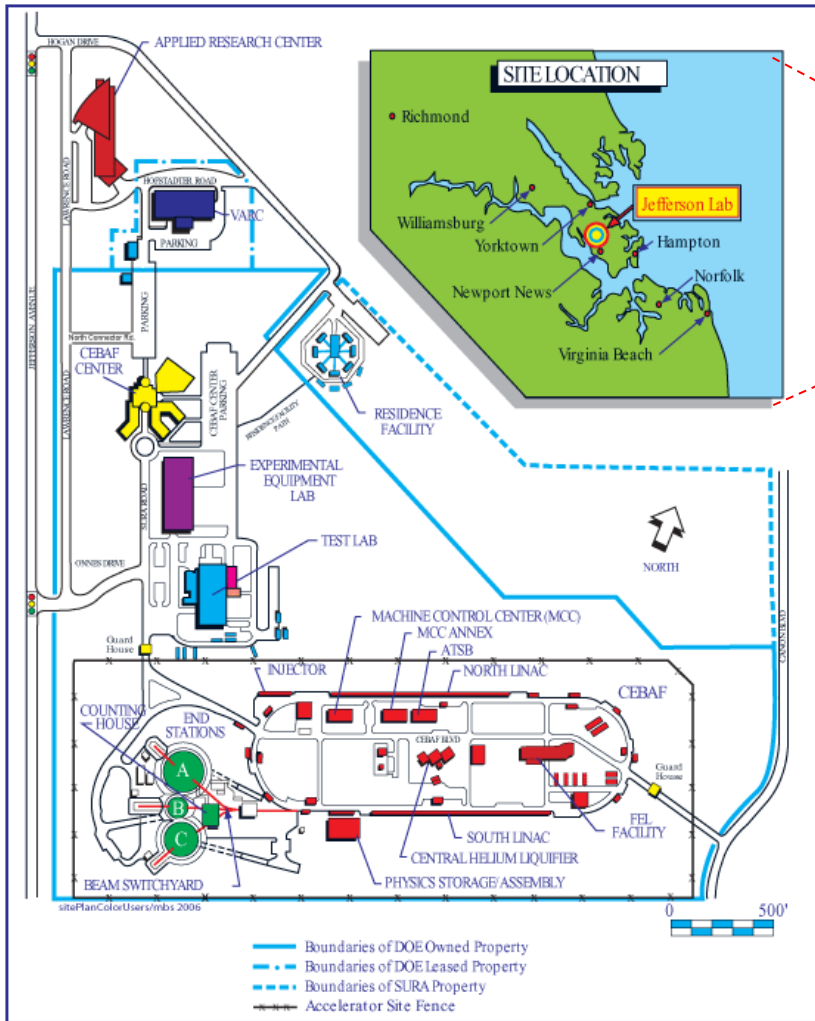 HOGAN DRIVE
APPLIED RESEARCH CENTER
SITE LOCATION
Richmond
Williamsburg
Yorktown
Jefferson Lab
Hampton
Newport News
Norfolk
Virginia Beach
LAWRENCE ROAD
HOFSTADTER ROAD
VARC
PARKING
PARKING
JEFFERSON AVENUE
North Connector Rd.
CEBAF
CENTER
LAWRENCE ROAD
CEBAF CENTER
PARKING
RESIDENCE FACILITY
PATH
RESIDENCE
FACILITY
EXPERIMENTAL
EQUIPMENT
LAB
SURA ROAD
ONNES DRIVE
TEST LAB
NORTH
CANON BLVD
Guard
House
MACHINE CONTROL CENTER (MCC)
MCC ANNEX
ATSB
INJECTOR
NORTH LINAC
CEBAF
COUNTING
HOUSE
END
STATIONS
CEBAF BLVD
A
B
C
Guard
House
FEL
FACILITY
SOUTH LINAC
CENTRAL HELIUM LIQUIFIER
PHYSICS STORAGE/ASSEMBLY
BEAM SWITCHYARD
sitePlanColorUsers/mbs 2006
0 500'
Boundaries of DOE Owned Property
Boundaries of DOE Leased Property
Boundaries of SURA Property
Accelerator Site Fence